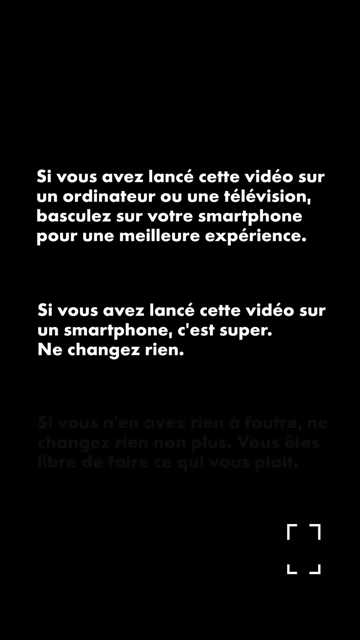 Si vous avez lancé cette vidéo sur
un ordinateur ou une télévision,
basculez sur votre smartphone
pour une meilleure expérience.
Si vous avez lancé cette vidéo sur
un smartphone, c'est super.
Ne changez rien.
Si vous n'en avez rien à foutre, ne
changez rien non plus. Vous êtes
libre de faire ce qui vous plaît.